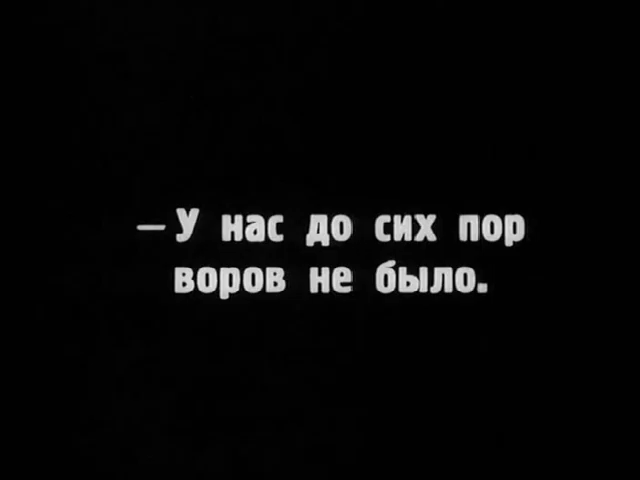 — У нас до сих пор
воров не было.